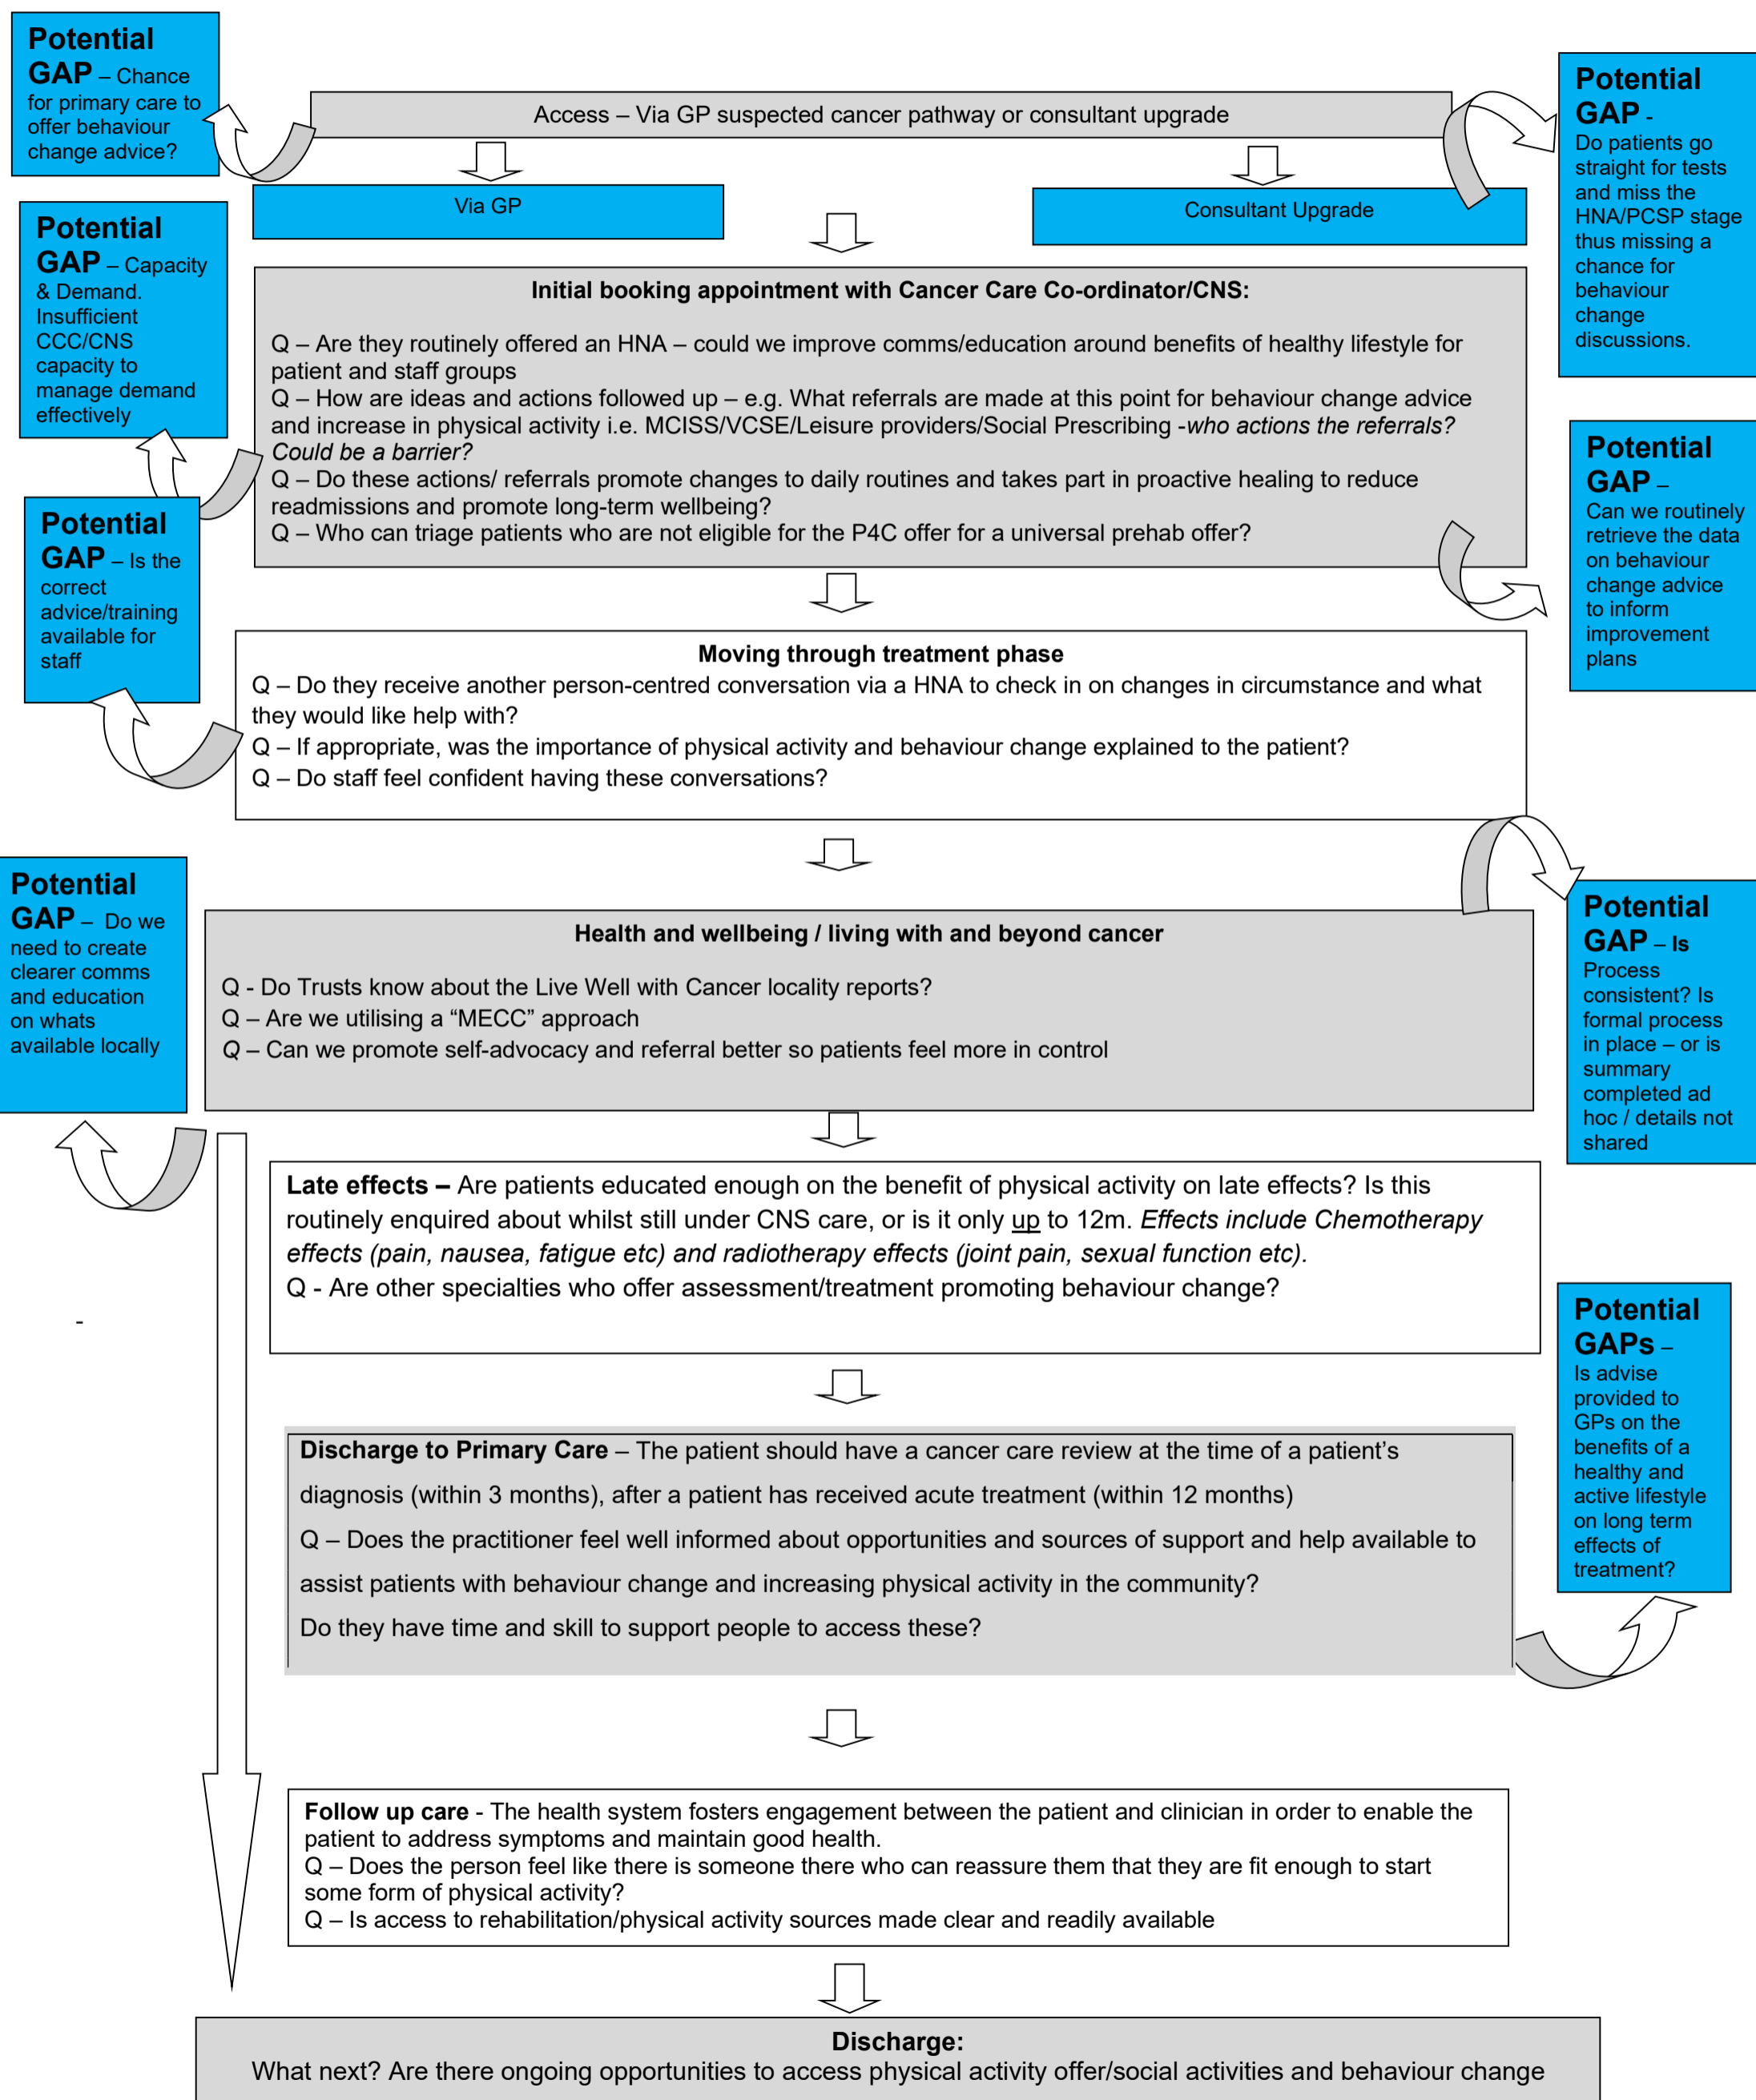 Potential
GAP – Chance
for primary care to
offer behaviour
change advice?
Access – Via GP suspected cancer pathway or consultant upgrade
Potential
GAP -
Do patients go
straight for tests
and miss the
HNA/PCSP stage
thus missing a
chance for
behaviour
change
discussions.
Via GP
Consultant Upgrade
Potential
GAP – Capacity
& Demand.
Insufficient
CCC/CNS
capacity to
manage demand
effectively
Initial booking appointment with Cancer Care Co-ordinator/CNS:
Q – Are they routinely offered an HNA – could we improve comms/education around benefits of healthy lifestyle for
patient and staff groups
Q – How are ideas and actions followed up – e.g. What referrals are made at this point for behaviour change advice
and increase in physical activity i.e. MCISS/VCSE/Leisure providers/Social Prescribing -who actions the referrals?
Could be a barrier?
Q – Do these actions/ referrals promote changes to daily routines and takes part in proactive healing to reduce
readmissions and promote long-term wellbeing?
Q – Who can triage patients who are not eligible for the P4C offer for a universal prehab offer?
Potential
GAP –
Can we routinely
retrieve the data
on behaviour
change advice
to inform
improvement
plans
Potential
GAP – Is the
correct
advice/training
available for
staff
Moving through treatment phase
Q – Do they receive another person-centred conversation via a HNA to check in on changes in circumstance and what
they would like help with?
Q – If appropriate, was the importance of physical activity and behaviour change explained to the patient?
Q – Do staff feel confident having these conversations?
Potential
GAP – Do we
need to create
clearer comms
and education
on whats
available locally
Health and wellbeing / living with and beyond cancer
Q - Do Trusts know about the Live Well with Cancer locality reports?
Q – Are we utilising a “MECC” approach
Q – Can we promote self-advocacy and referral better so patients feel more in control
Potential
GAP – Is
Process
consistent? Is
formal process
in place – or is
summary
completed ad
hoc / details not
shared
Late effects – Are patients educated enough on the benefit of physical activity on late effects? Is this
routinely enquired about whilst still under CNS care, or is it only up to 12m. Effects include Chemotherapy
effects (pain, nausea, fatigue etc) and radiotherapy effects (joint pain, sexual function etc).
Q - Are other specialties who offer assessment/treatment promoting behaviour change?
-
Potential
GAPs –
Is advise
provided to
GPs on the
benefits of a
healthy and
active lifestyle
on long term
effects of
treatment?
Discharge to Primary Care – The patient should have a cancer care review at the time of a patient’s
diagnosis (within 3 months), after a patient has received acute treatment (within 12 months)
Q – Does the practitioner feel well informed about opportunities and sources of support and help available to
assist patients with behaviour change and increasing physical activity in the community?
Do they have time and skill to support people to access these?
Follow up care - The health system fosters engagement between the patient and clinician in order to enable the
patient to address symptoms and maintain good health.
Q – Does the person feel like there is someone there who can reassure them that they are fit enough to start
some form of physical activity?
Q – Is access to rehabilitation/physical activity sources made clear and readily available
Discharge:
What next? Are there ongoing opportunities to access physical activity offer/social activities and behaviour change